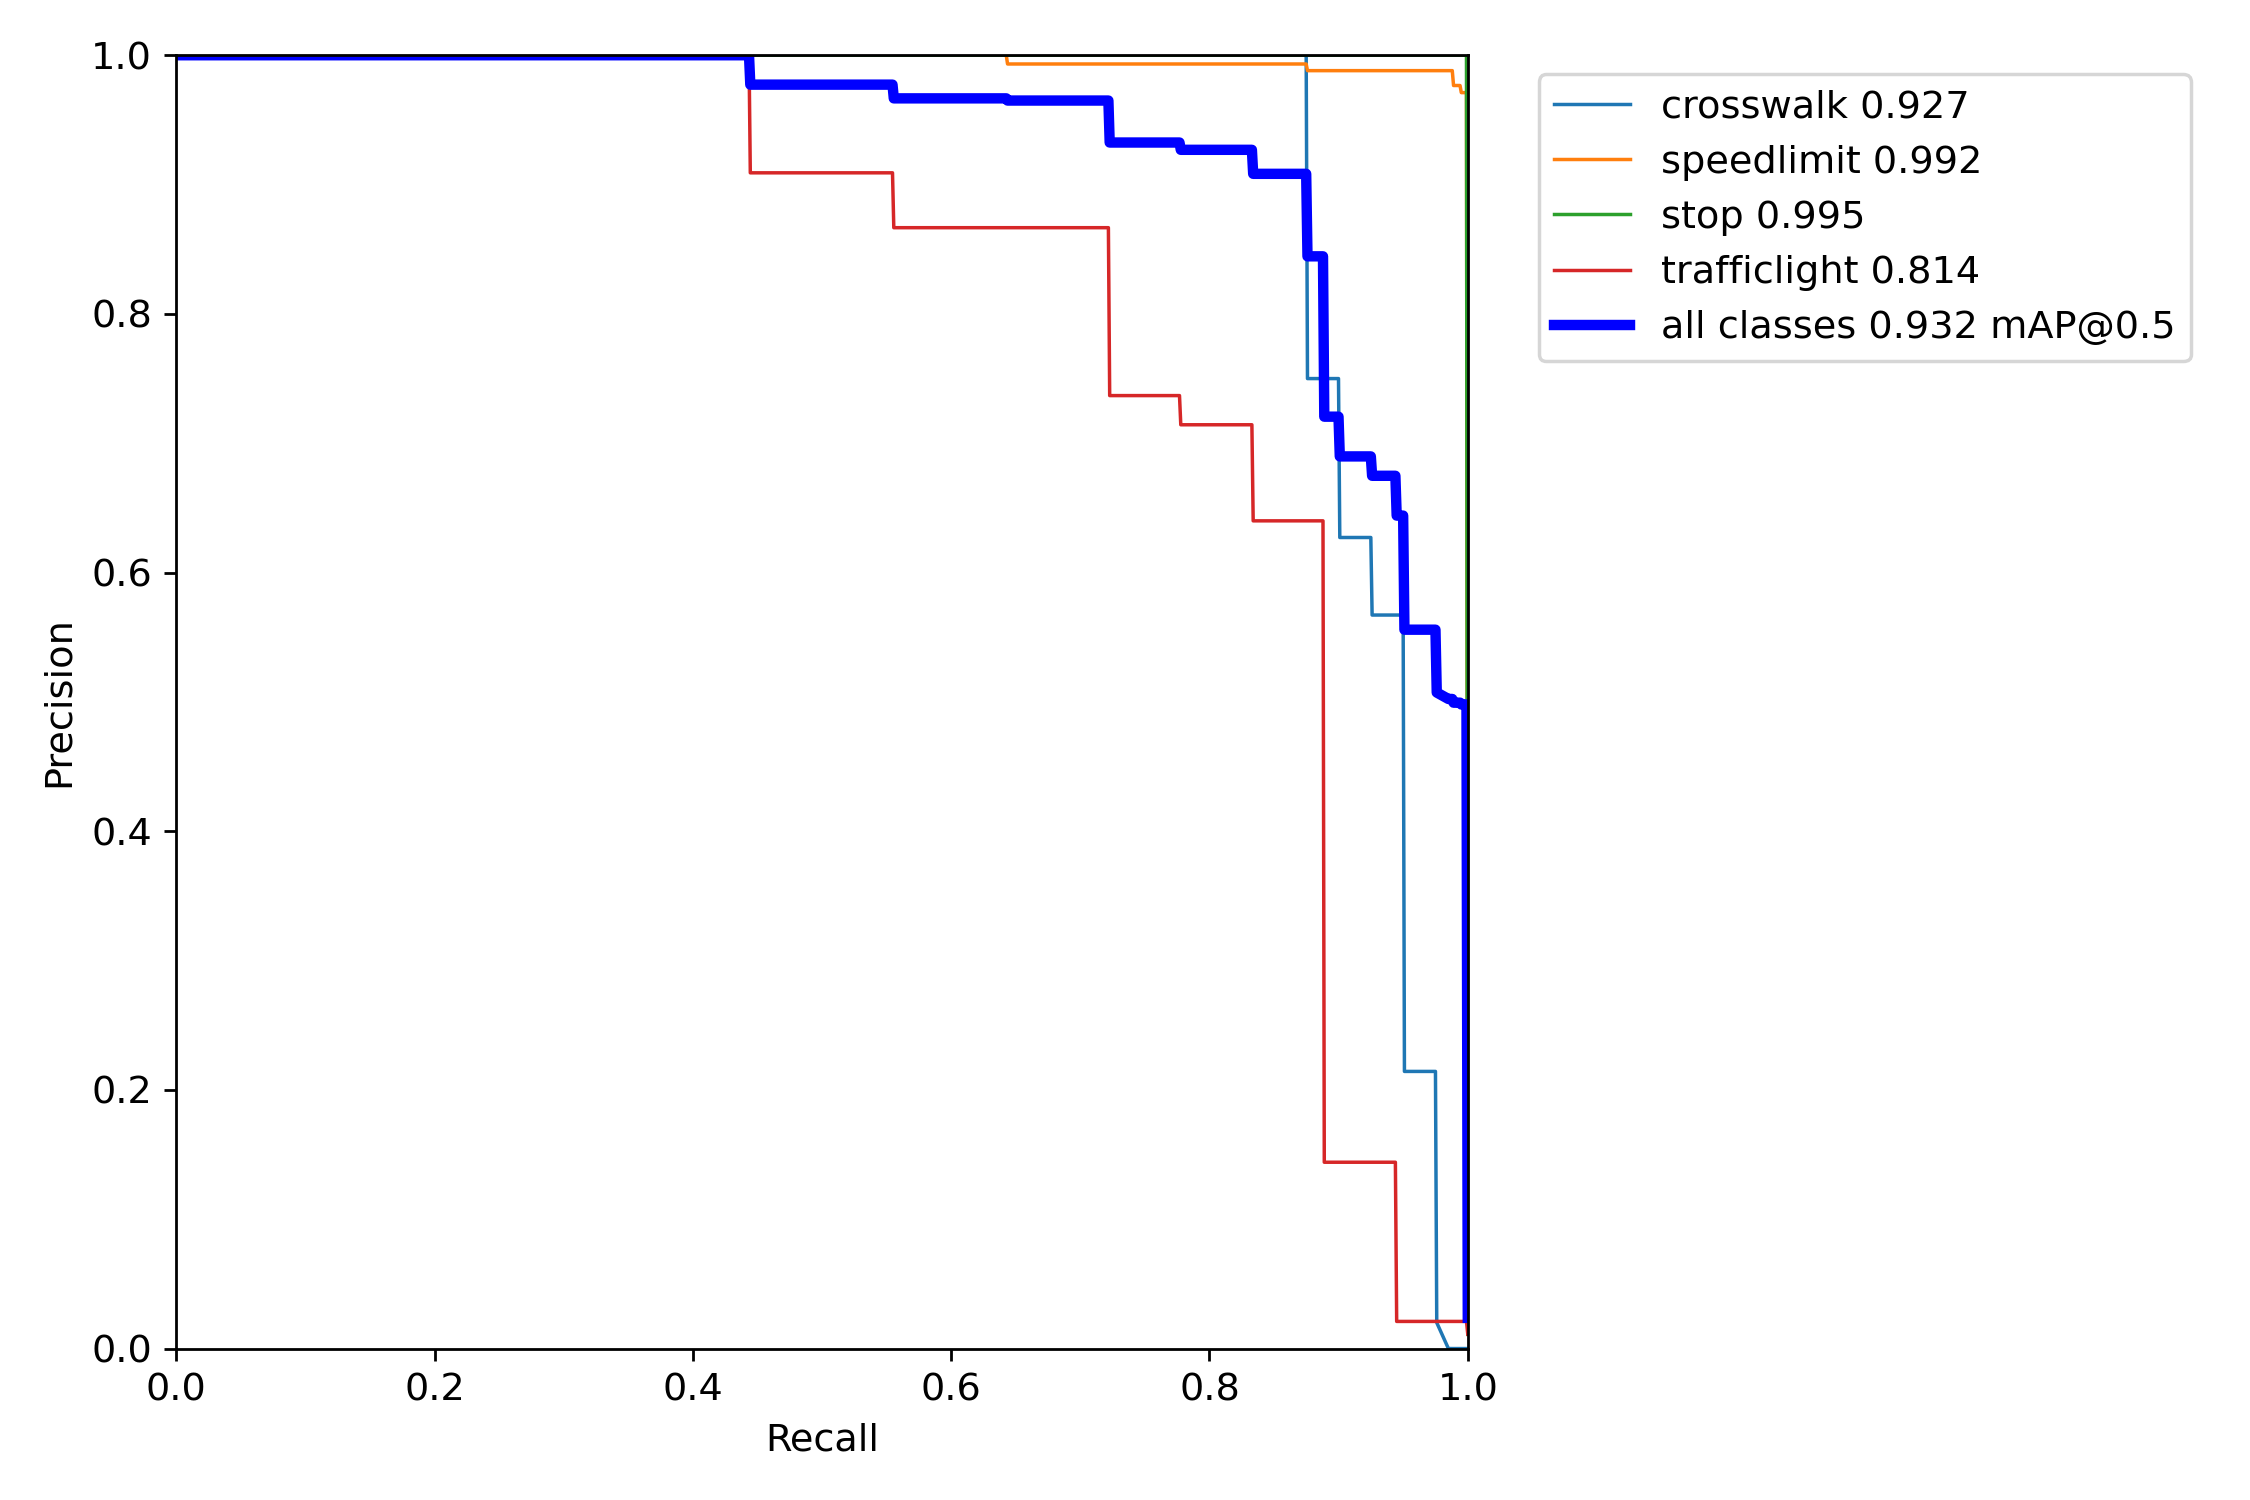 1.0
0.8
0.6
0.4
0.2
0.0
0.0 0.2 0.4 0.6 0.8 1.0
Recall
Precision
crosswalk 0.927
speedlimit 0.992
stop 0.995
trafficlight 0.814
all classes 0.932 mAP@0.5